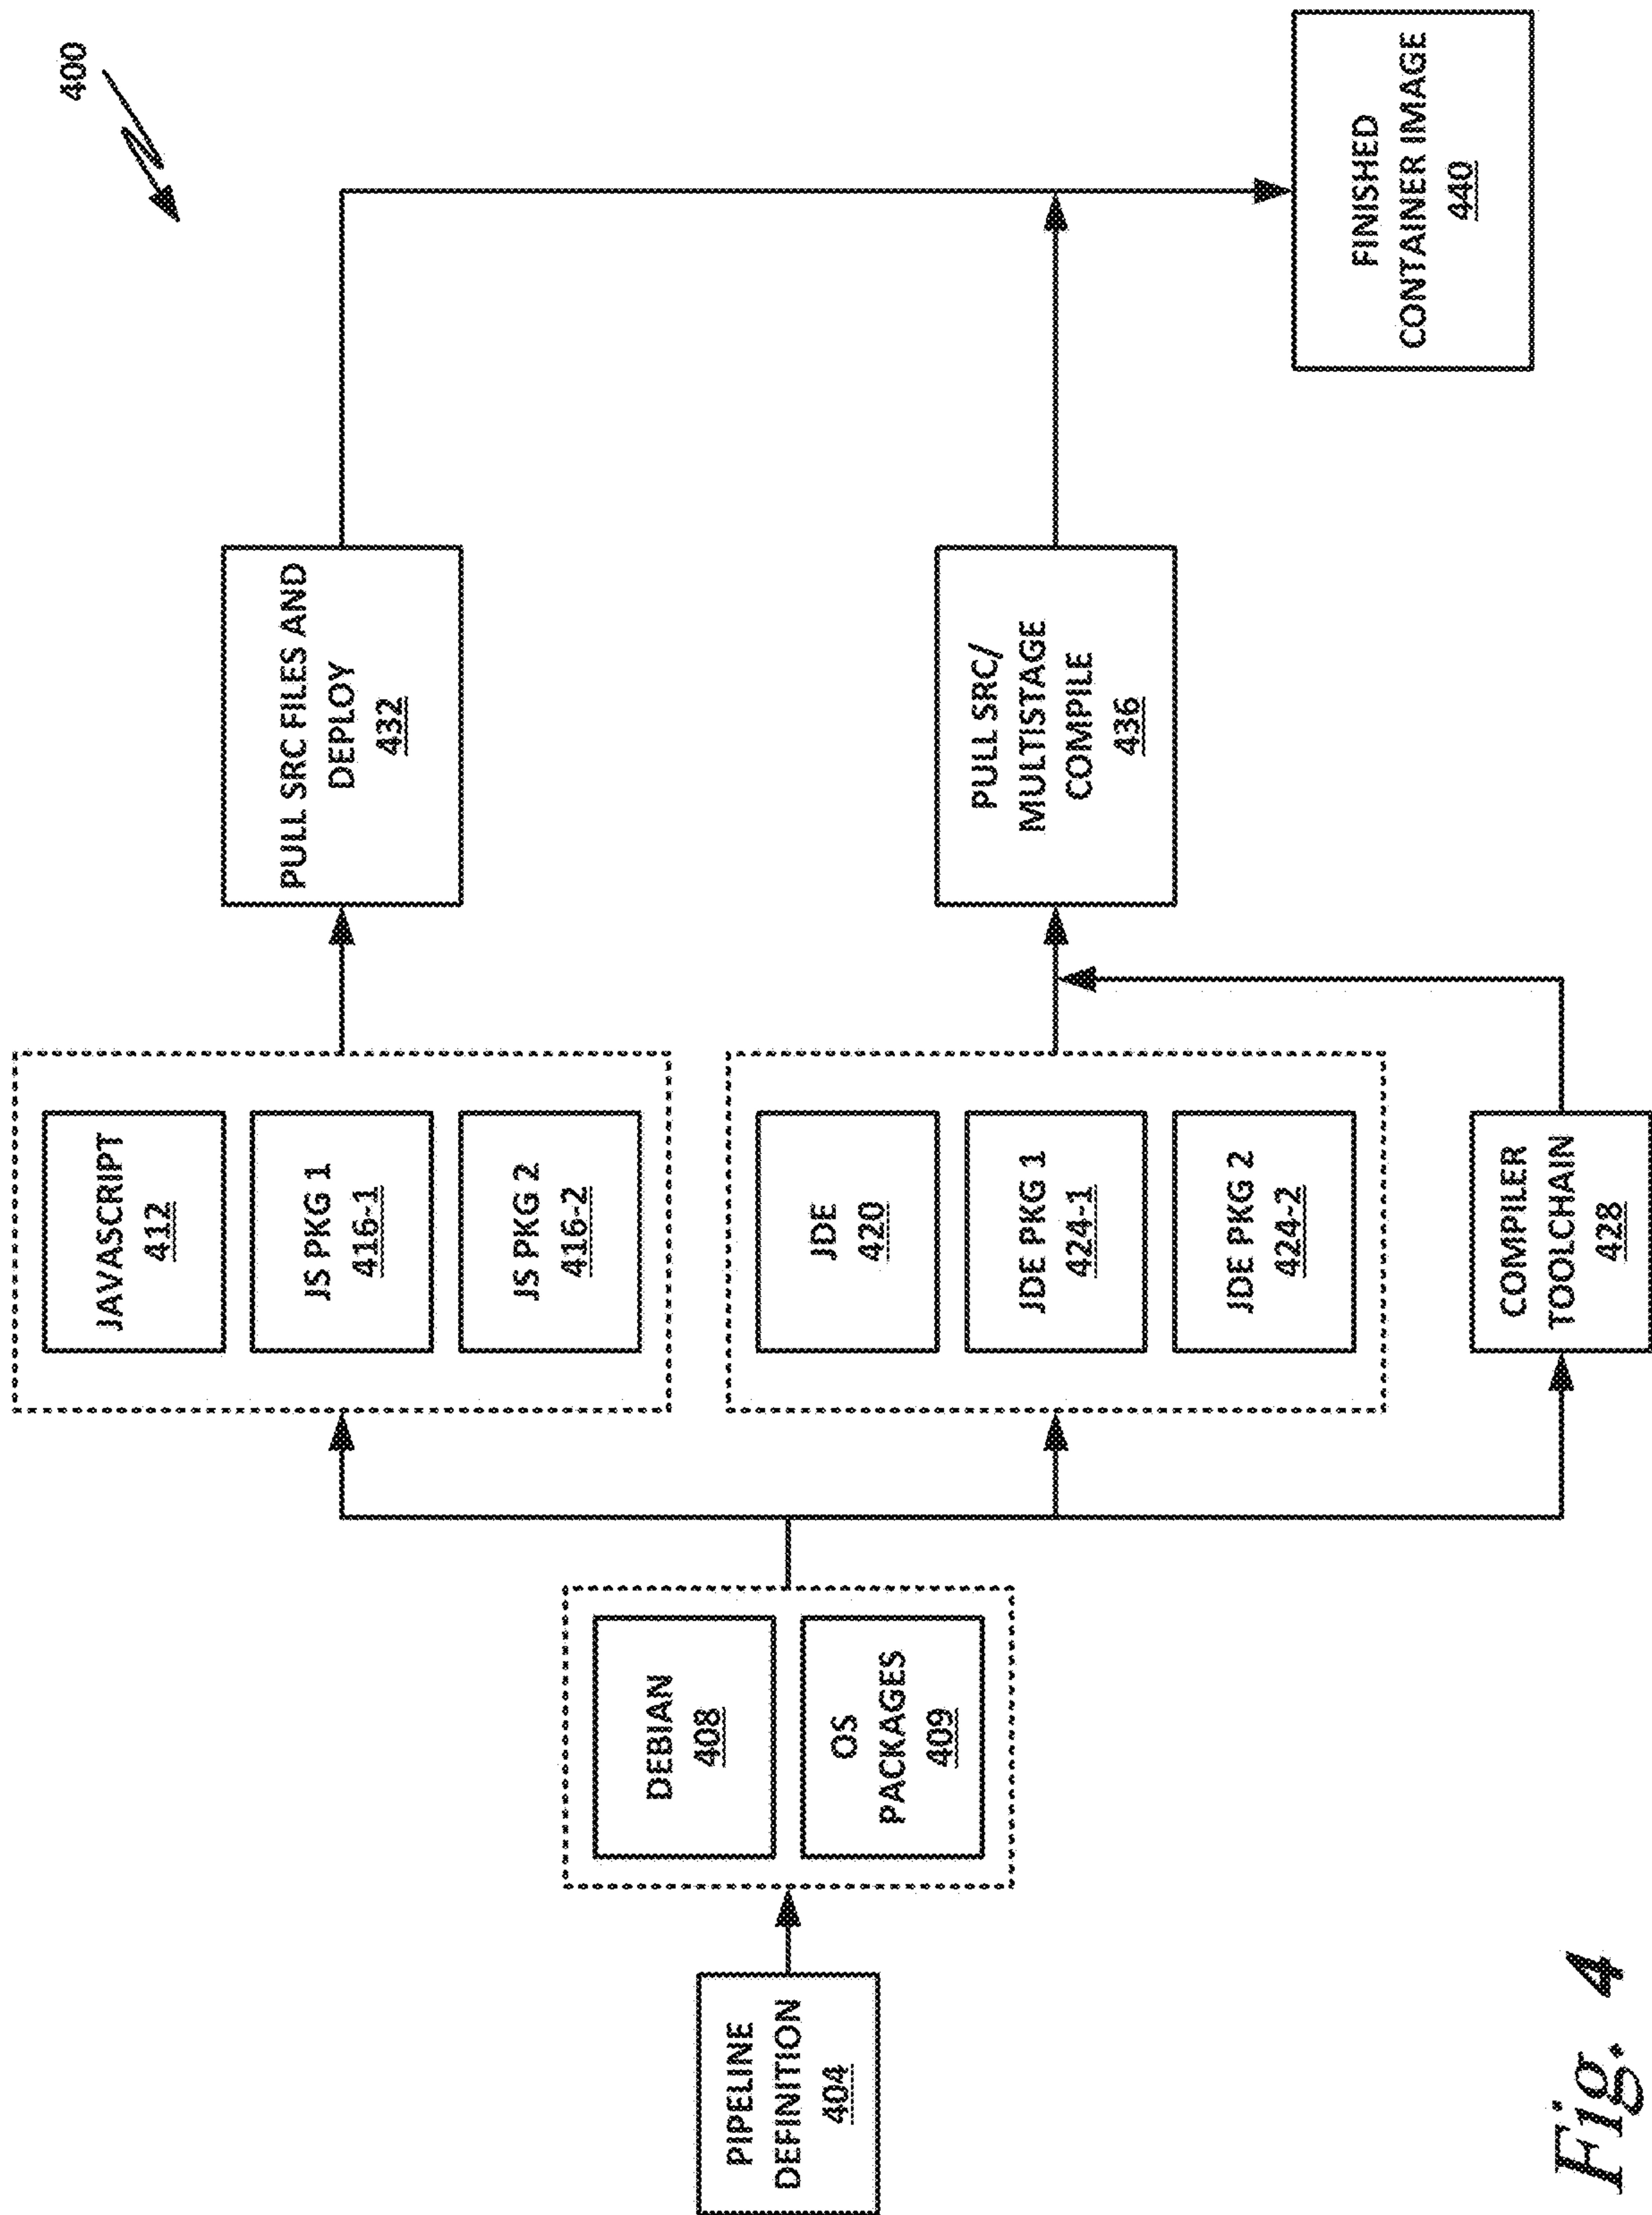 400
PIPELINE
DEFINITION
404
DEBIAN
408
OS
PACKAGES
409
JAVASCRIPT
412
JS PKG 1
416-1
JS PKG 2
416-2
JDE
420
JDE PKG 1
424-1
JDE PKG 2
424-2
COMPILER
TOOLCHAIN
428
PULL SRC FILES AND
DEPLOY
432
PULL SRC/
MULTISTAGE
COMPILE
436
FINISHED
CONTAINER IMAGE
440
Fig. 4